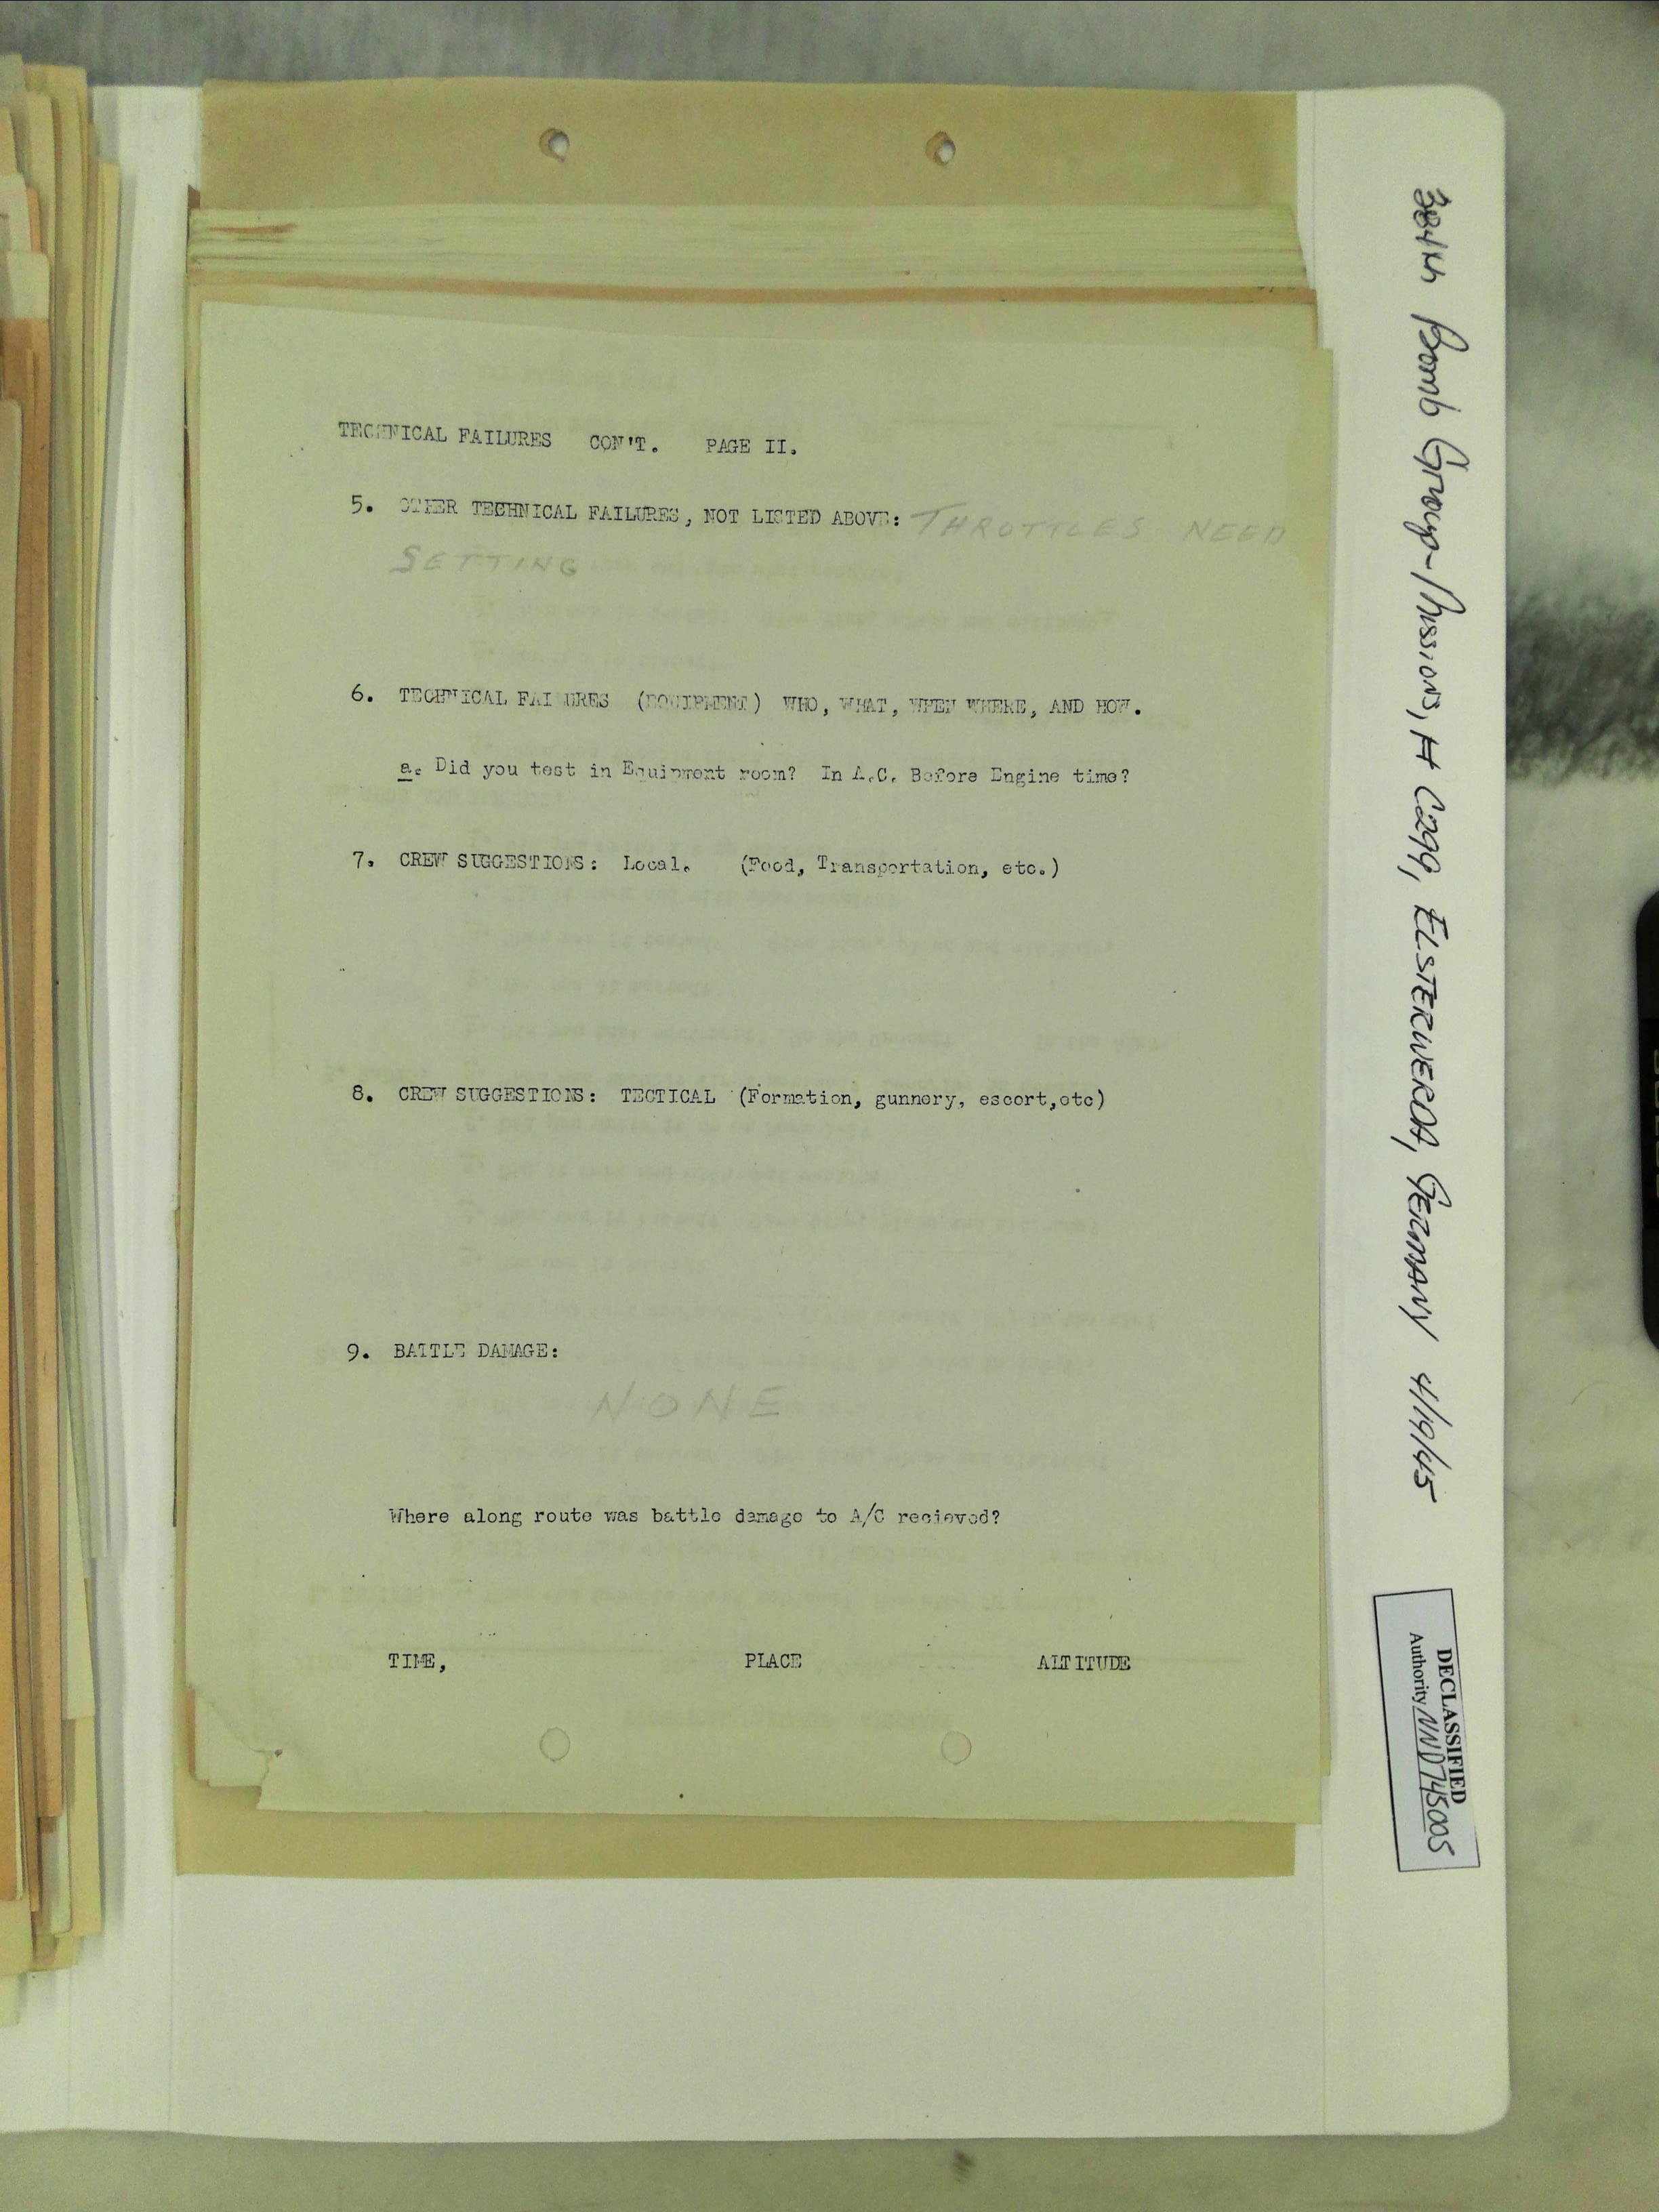 TECHNICAL FAILURES CON'T. PAGE II.
5. OTHER TECHNICAL FAILURES, NOT LISTED ABOVE: THROTTLES NEED
SETTING
6. TECHNICAL FAILURES (EQUIPMENT) WHO, WHAT, WHEN WHERE, AND HOW.
a. Did you test in Equipment room? In A.C. Before Engine time?
7. CREW SUGGESTIONS: Local. (Food, Transportation, etc.)
8. CREW SUGGESTIONS: TECTICAL (Formation, gunnery, escort,etc)
9. BATTLE DAMAGE:
NONE
Where along route was battle damage to A/C recieved?
TIME, PLACE ALTITUDE
384th Bomb Group-Missions, # C299, ELSTERWERDA, GERMANY 4/19/45
DECLASSIFIED
Authority NND745005